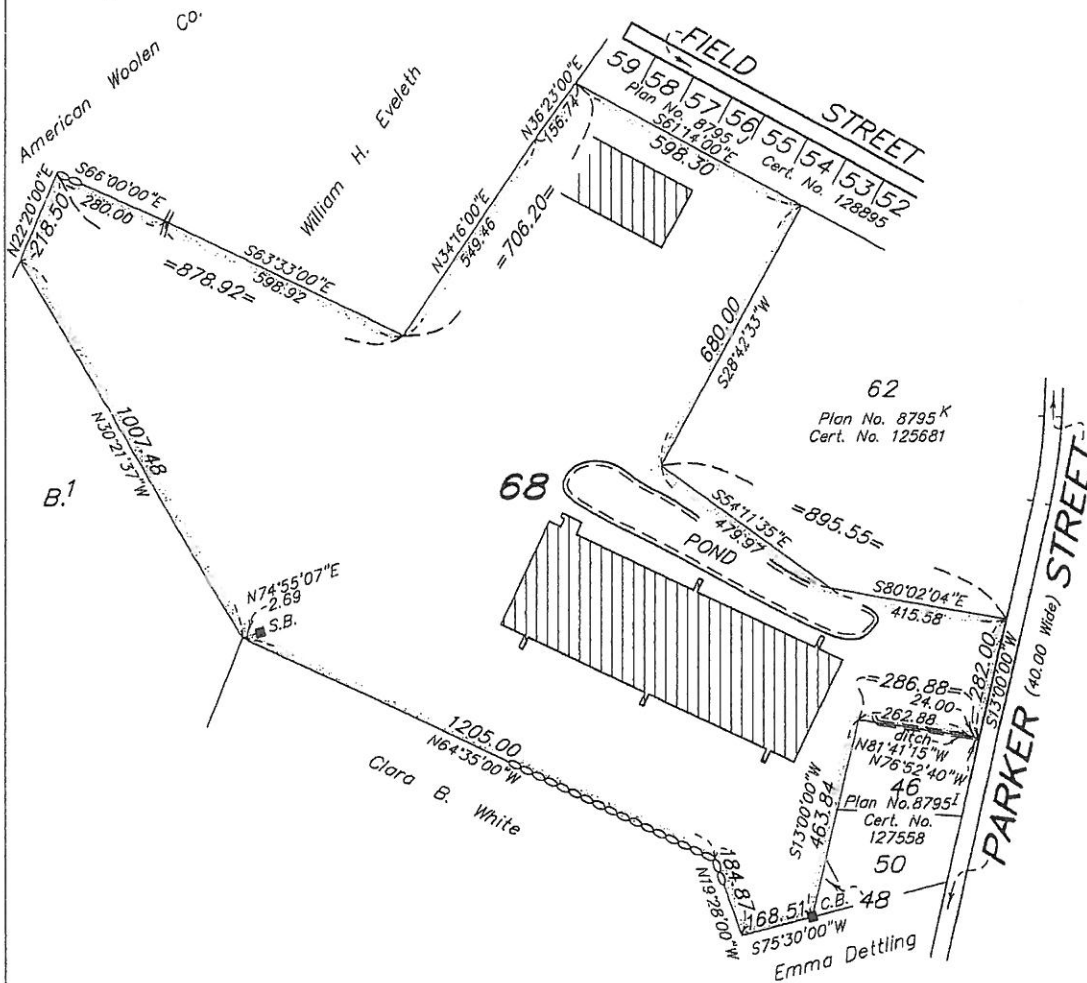 American Woolen Co.
William H. Eveleth
FIELD STREET
59 58 57 56 55 54 53 52
Plan No. 8795 J
Cert. No. 128895
S61°14'00"E
598.30
N36°23'00"E
156.74
N34°16'00"E
549.46
=706.20=
N22°20'00"E
218.50
S66°00'00"E
280.00
S63°33'00"E
598.92
=878.92=
680.00
S28°42'33"W
62
Plan No. 8795 K
Cert. No. 125681
1007.48
N30°21'37"W
B.1
68
POND
S54°11'35"E
479.97
=895.55=
S80°02'04"E
415.58
PARKER (40.00 Wide) STREET
282.00
S13°00'00"W
N74°55'07"E
2.69
S.B.
=286.88=
24.00
262.88
ditch
N81°41'15"W
N76°52'40"W
46
Plan No. 8795 I
Cert. No.
127558
50
48
S13°00'00"W
463.84
1205.00
N64°35'00"W
Clara B. White
184.87
N19°28'00"W
168.51
C.B.
S75°30'00"W
Emma Dettling